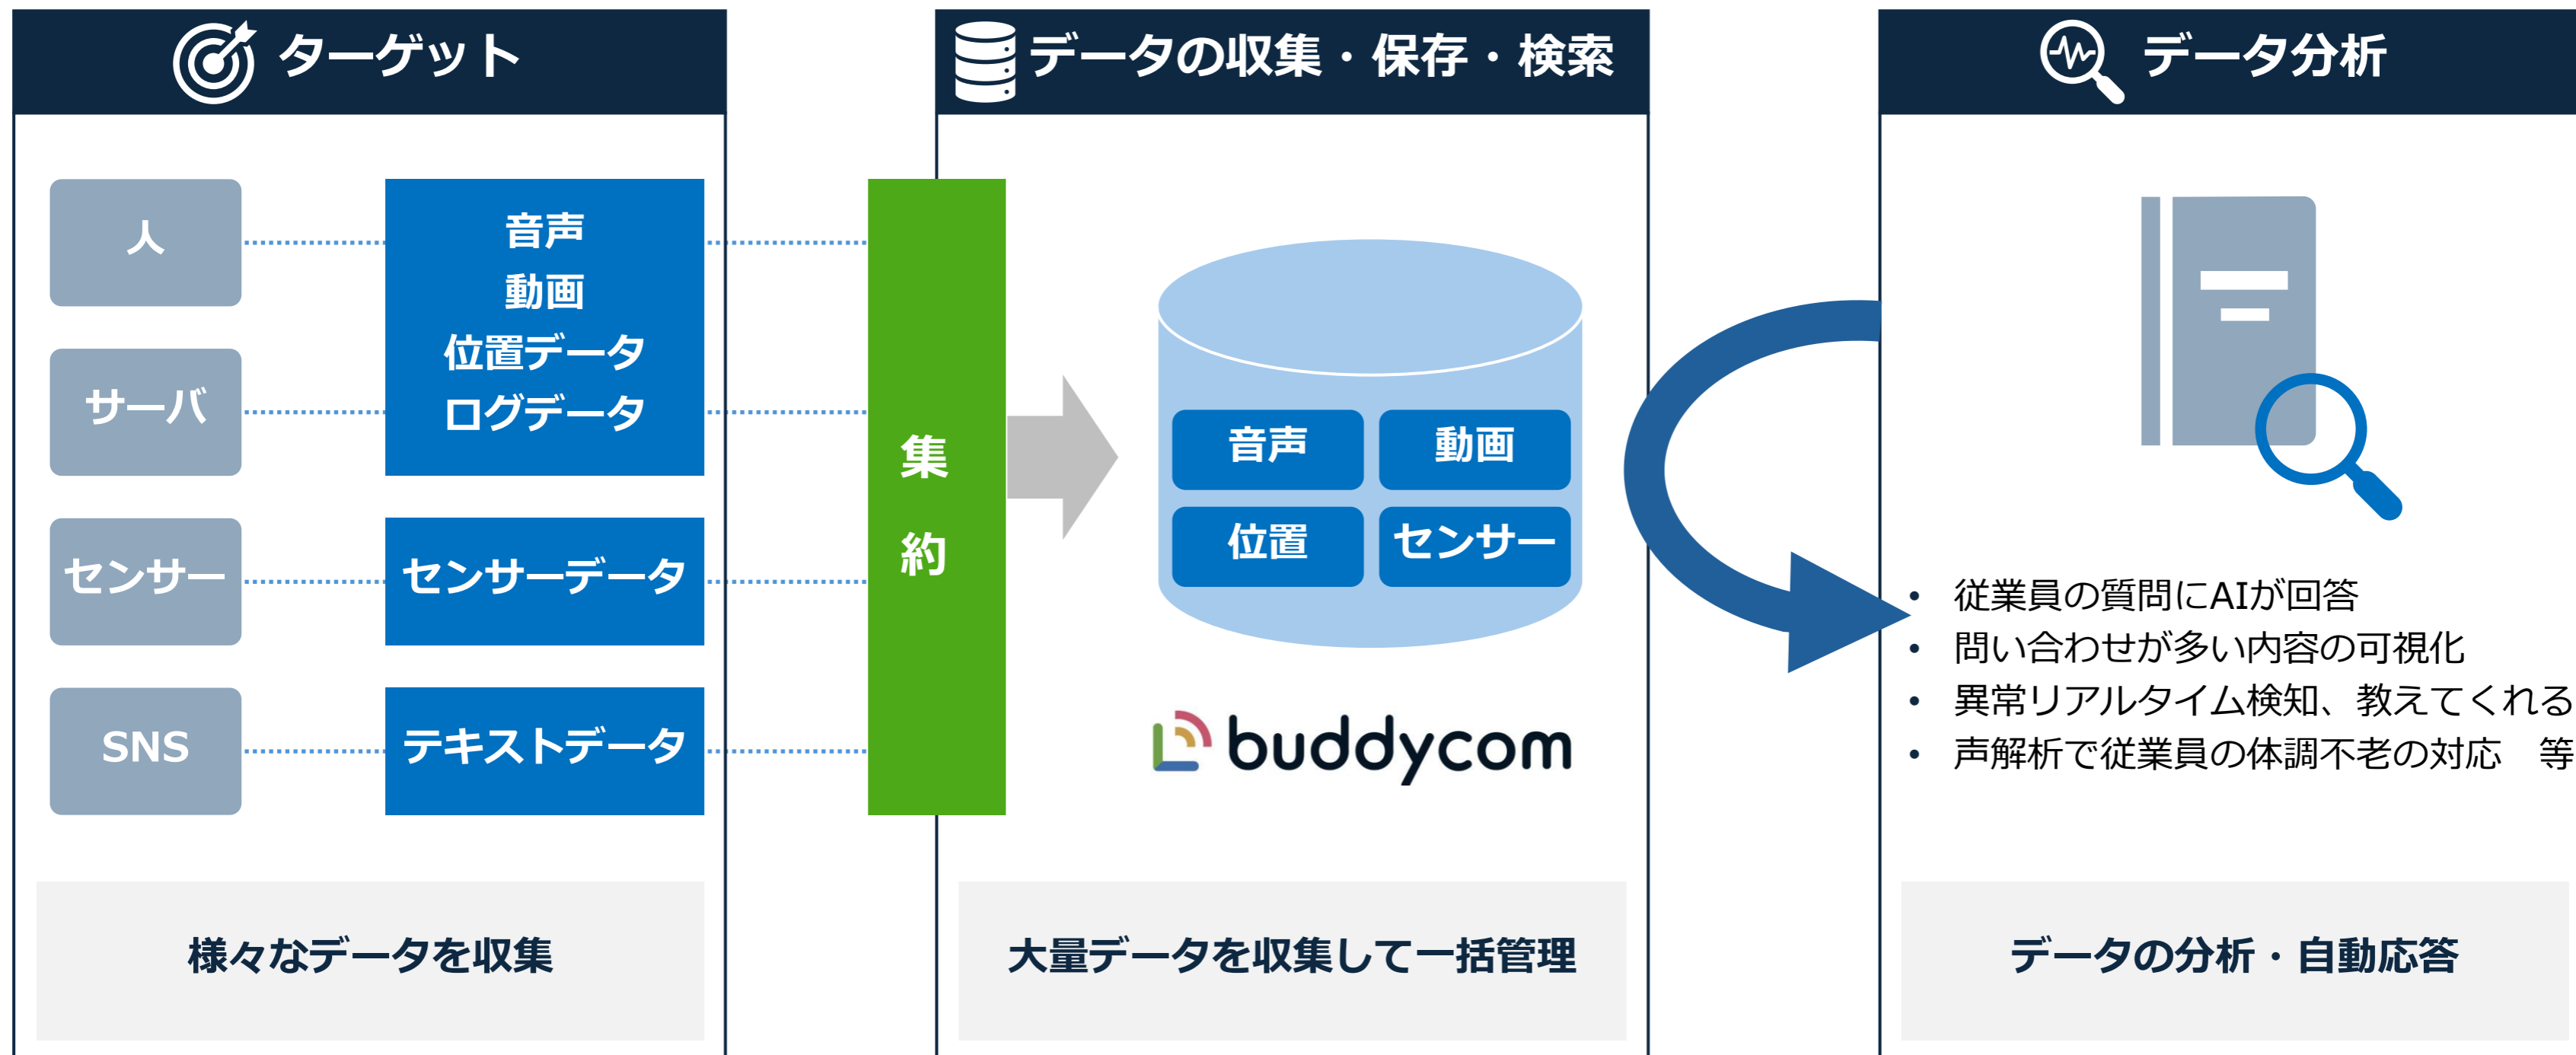 ターゲット
人
サーバ
センサー
SNS
音声
動画
位置データ
ログデータ
センサーデータ
テキストデータ
様々なデータを収集
データの収集・保存・検索
集
約
音声
動画
位置
センサー
buddycom
大量データを収集して一括管理
データ分析
• 従業員の質問にAIが回答
• 問い合わせが多い内容の可視化
• 異常リアルタイム検知、教えてくれる
• 声解析で従業員の体調不老の対応　等
データの分析・自動応答